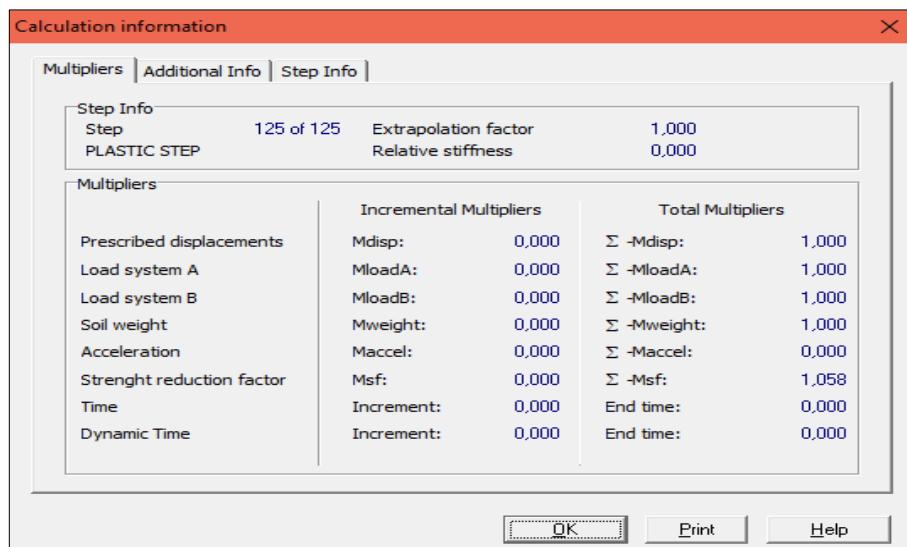 Calculation information
Multipliers Additional Info Step Info
Step Info
Step 125 of 125 Extrapolation factor 1,000
PLASTIC STEP Relative stiffness 0,000
Multipliers
Incremental Multipliers Total Multipliers
Prescribed displacements Mdisp: 0,000 Σ -Mdisp: 1,000
Load system A MloadA: 0,000 Σ -MloadA: 1,000
Load system B MloadB: 0,000 Σ -MloadB: 1,000
Soil weight Mweight: 0,000 Σ -Mweight: 1,000
Acceleration Maccel: 0,000 Σ -Maccel: 0,000
Strenght reduction factor Msf: 0,000 Σ -Msf: 1,058
Time Increment: 0,000 End time: 0,000
Dynamic Time Increment: 0,000 End time: 0,000
OK Print Help